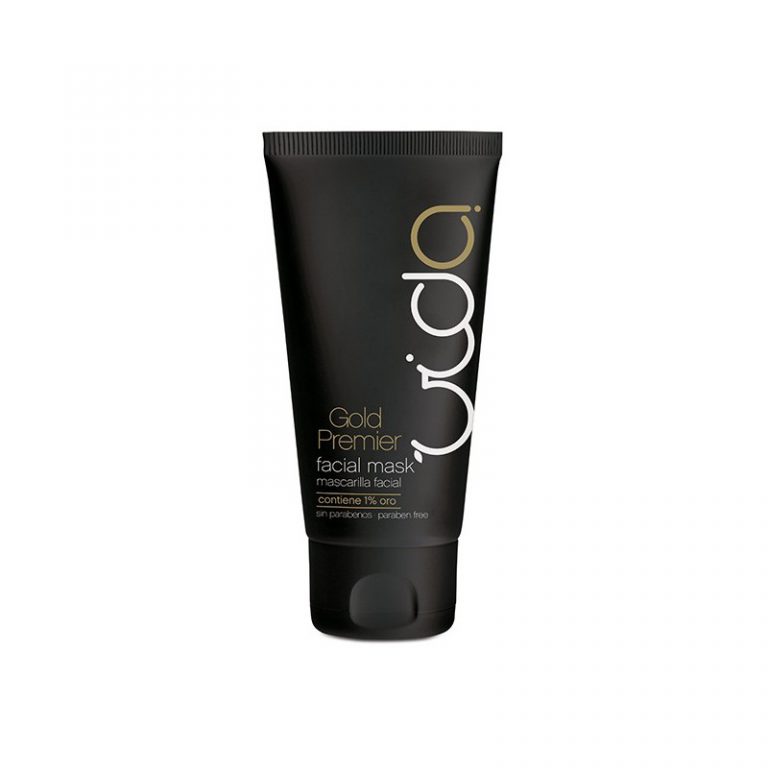 vida
Gold
Premier
facial mask
mascarilla facial
contiene 1% oro
sin parabenos · paraben free